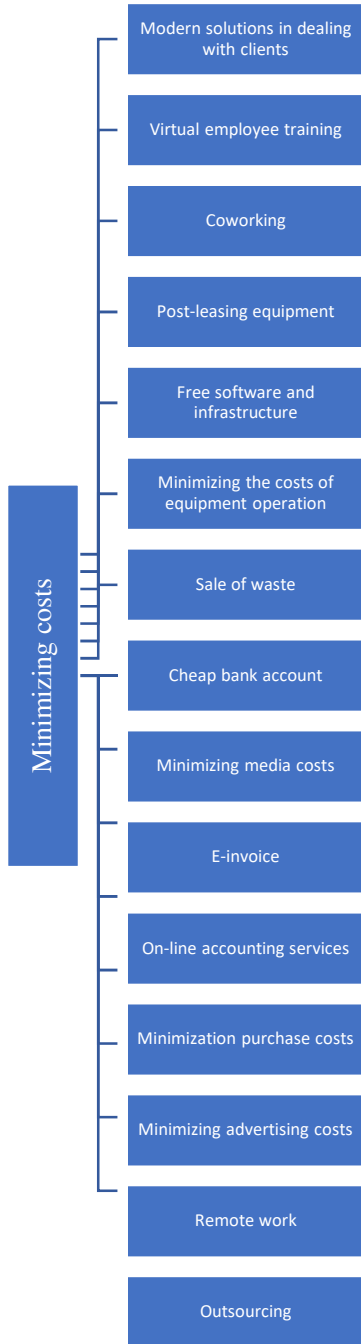 Modern solutions in dealing
with clients
Virtual employee training
Coworking
Post-leasing equipment
Free software and
infrastructure
Minimizing the costs of
equipment operation
Minimizing costs
Sale of waste
Cheap bank account
Minimizing media costs
E-invoice
On-line accounting services
Minimization purchase costs
Minimizing advertising costs
Remote work
Outsourcing